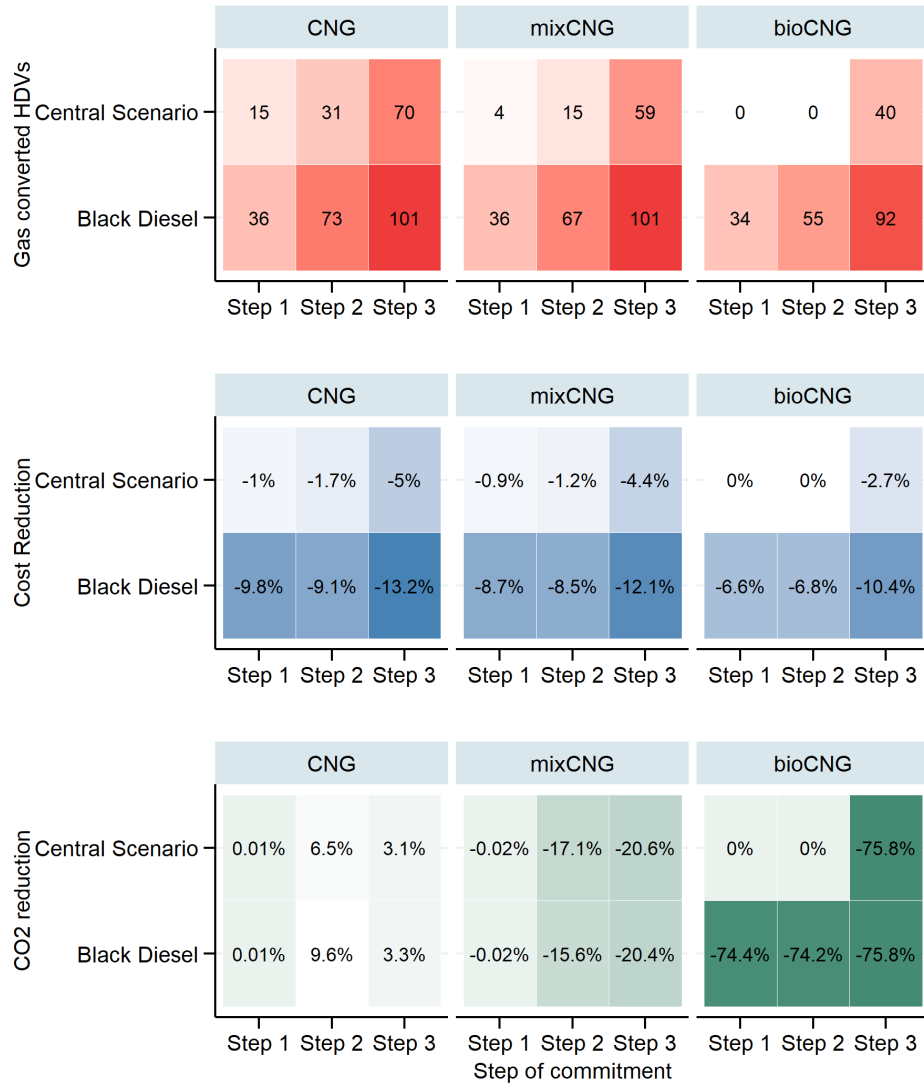 CNG mixCNG bioCNG
Gas converted HDVs
Central Scenario 15 31 70 4 15 59 0 0 40
Black Diesel 36 73 101 36 67 101 34 55 92
Step 1 Step 2 Step 3 Step 1 Step 2 Step 3 Step 1 Step 2 Step 3
CNG mixCNG bioCNG
Cost Reduction
Central Scenario -1% -1.7% -5% -0.9% -1.2% -4.4% 0% 0% -2.7%
Black Diesel -9.8% -9.1% -13.2% -8.7% -8.5% -12.1% -6.6% -6.8% -10.4%
Step 1 Step 2 Step 3 Step 1 Step 2 Step 3 Step 1 Step 2 Step 3
CNG mixCNG bioCNG
CO2 reduction
Central Scenario 0.01% 6.5% 3.1% -0.02% -17.1% -20.6% 0% 0% -75.8%
Black Diesel 0.01% 9.6% 3.3% -0.02% -15.6% -20.4% -74.4% -74.2% -75.8%
Step 1 Step 2 Step 3 Step 1 Step 2 Step 3 Step 1 Step 2 Step 3
Step of commitment